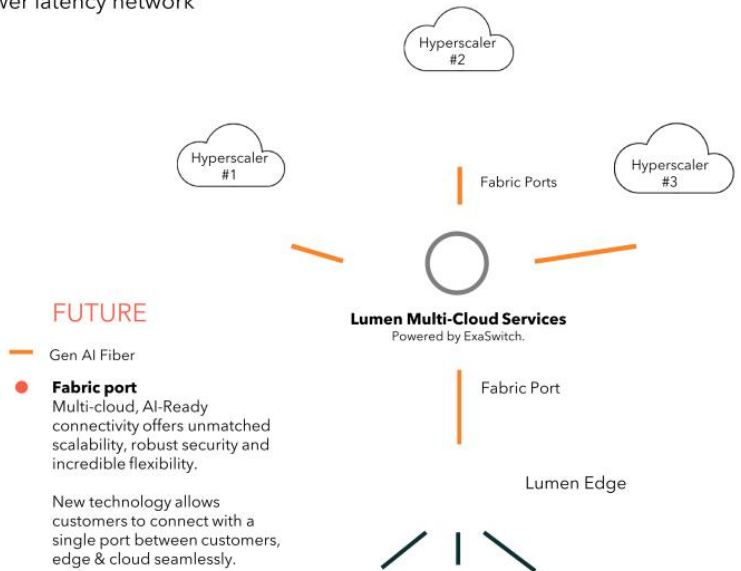 latency network
Hyperscaler
#2
Hyperscaler
#1
Hyperscaler
#3
Fabric Ports
FUTURE
Gen AI Fiber
Lumen Multi-Cloud Services
Powered by ExaSwitch.
Fabric port
Multi-cloud, AI-Ready
connectivity offers unmatched
scalability, robust security and
incredible flexibility.
New technology allows
customers to connect with a
single port between customers,
edge & cloud seamlessly.
Fabric Port
Lumen Edge